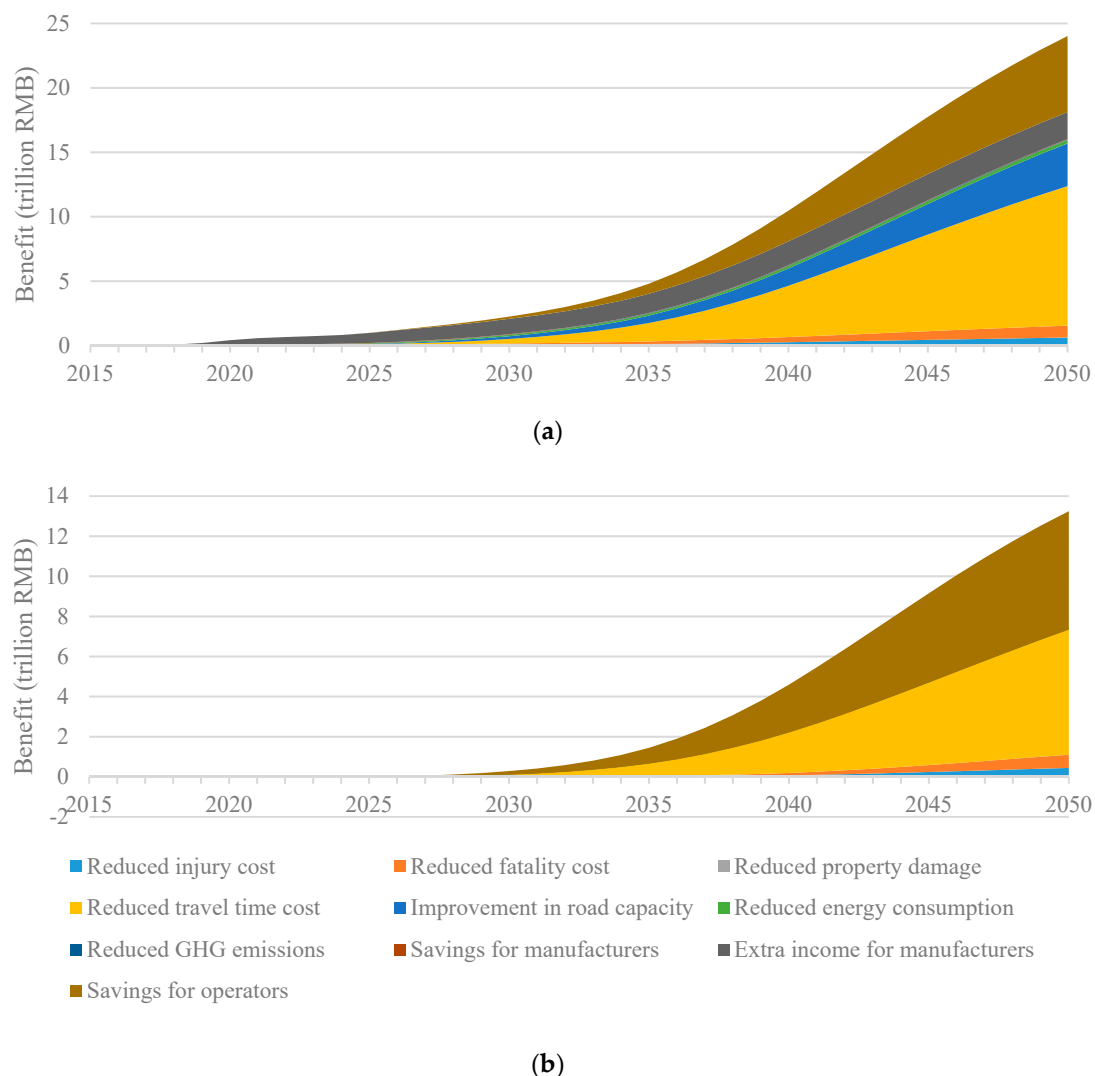 25
20
15
10
5
0
Benefit (trillion RMB)
2015 2020 2025 2030 2035 2040 2045 2050
(a)
14
12
10
8
6
4
2
0
-2
Benefit (trillion RMB)
2015 2020 2025 2030 2035 2040 2045 2050
Reduced injury cost Reduced fatality cost Reduced property damage
Reduced travel time cost Improvement in road capacity Reduced energy consumption
Reduced GHG emissions Savings for manufacturers Extra income for manufacturers
Savings for operators
(b)